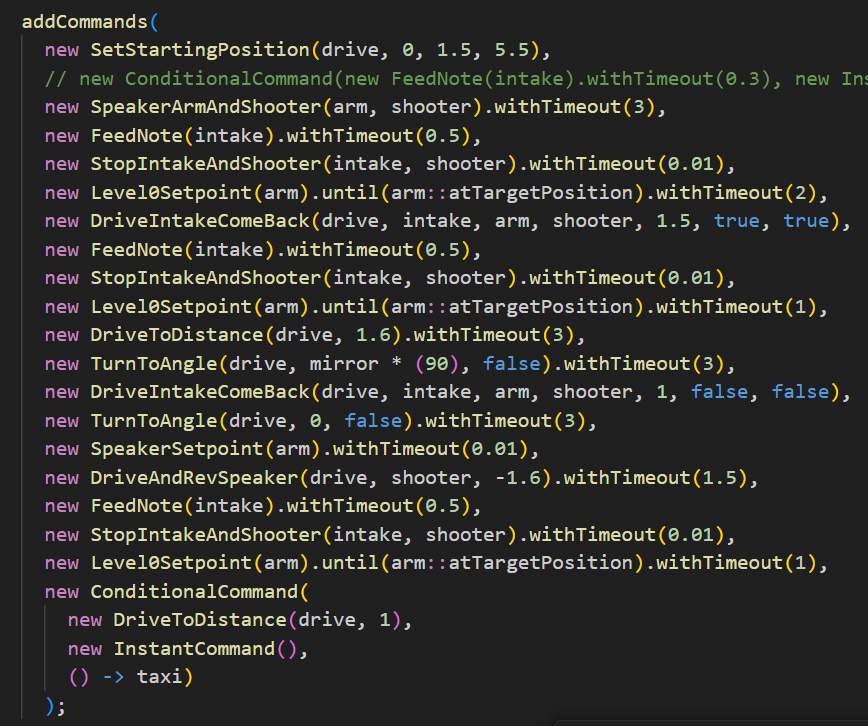 addCommands(
new SetStartingPosition(drive, 0, 1.5, 5.5),
// new ConditionalCommand(new FeedNote(intake).withTimeout(0.3), new Ins
new SpeakerArmAndShooter(arm, shooter).withTimeout(3),
new FeedNote(intake).withTimeout(0.5),
new StopIntakeAndShooter(intake, shooter).withTimeout(0.01),
new Level0Setpoint(arm).until(arm::atTargetPosition).withTimeout(2),
new DriveIntakeComeBack(drive, intake, arm, shooter, 1.5, true, true),
new FeedNote(intake).withTimeout(0.5),
new StopIntakeAndShooter(intake, shooter).withTimeout(0.01),
new Level0Setpoint(arm).until(arm::atTargetPosition).withTimeout(1),
new DriveToDistance(drive, 1.6).withTimeout(3),
new TurnToAngle(drive, mirror * (90), false).withTimeout(3),
new DriveIntakeComeBack(drive, intake, arm, shooter, 1, false, false),
new TurnToAngle(drive, 0, false).withTimeout(3),
new SpeakerSetpoint(arm).withTimeout(0.01),
new DriveAndRevSpeaker(drive, shooter, -1.6).withTimeout(1.5),
new FeedNote(intake).withTimeout(0.5),
new StopIntakeAndShooter(intake, shooter).withTimeout(0.01),
new Level0Setpoint(arm).until(arm::atTargetPosition).withTimeout(1),
new ConditionalCommand(
new DriveToDistance(drive, 1),
new InstantCommand(),
() -> taxi)
);